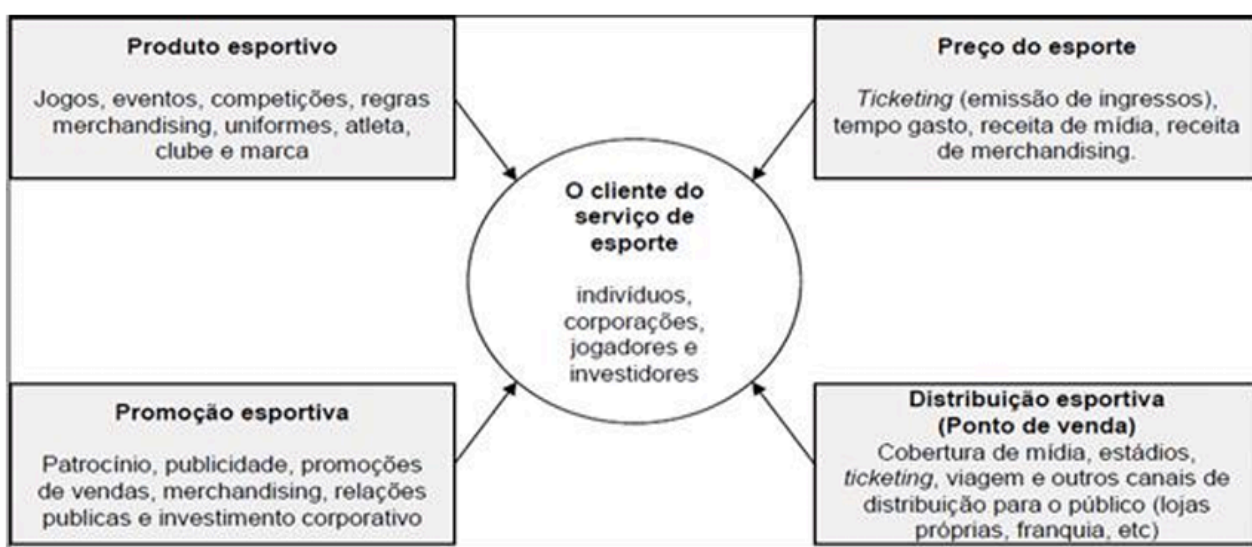 Produto esportivo
Jogos, eventos, competições, regras
merchandising, uniformes, atleta,
clube e marca
Preço do esporte
Ticketing (emissão de ingressos),
tempo gasto, receita de mídia, receita
de merchandising.
O cliente do
serviço de
esporte
indivíduos,
corporações,
jogadores e
investidores
Promoção esportiva
Patrocínio, publicidade, promoções
de vendas, merchandising, relações
publicas e investimento corporativo
Distribuição esportiva
(Ponto de venda)
Cobertura de mídia, estádios,
ticketing, viagem e outros canais de
distribuição para o público (lojas
próprias, franquia, etc)